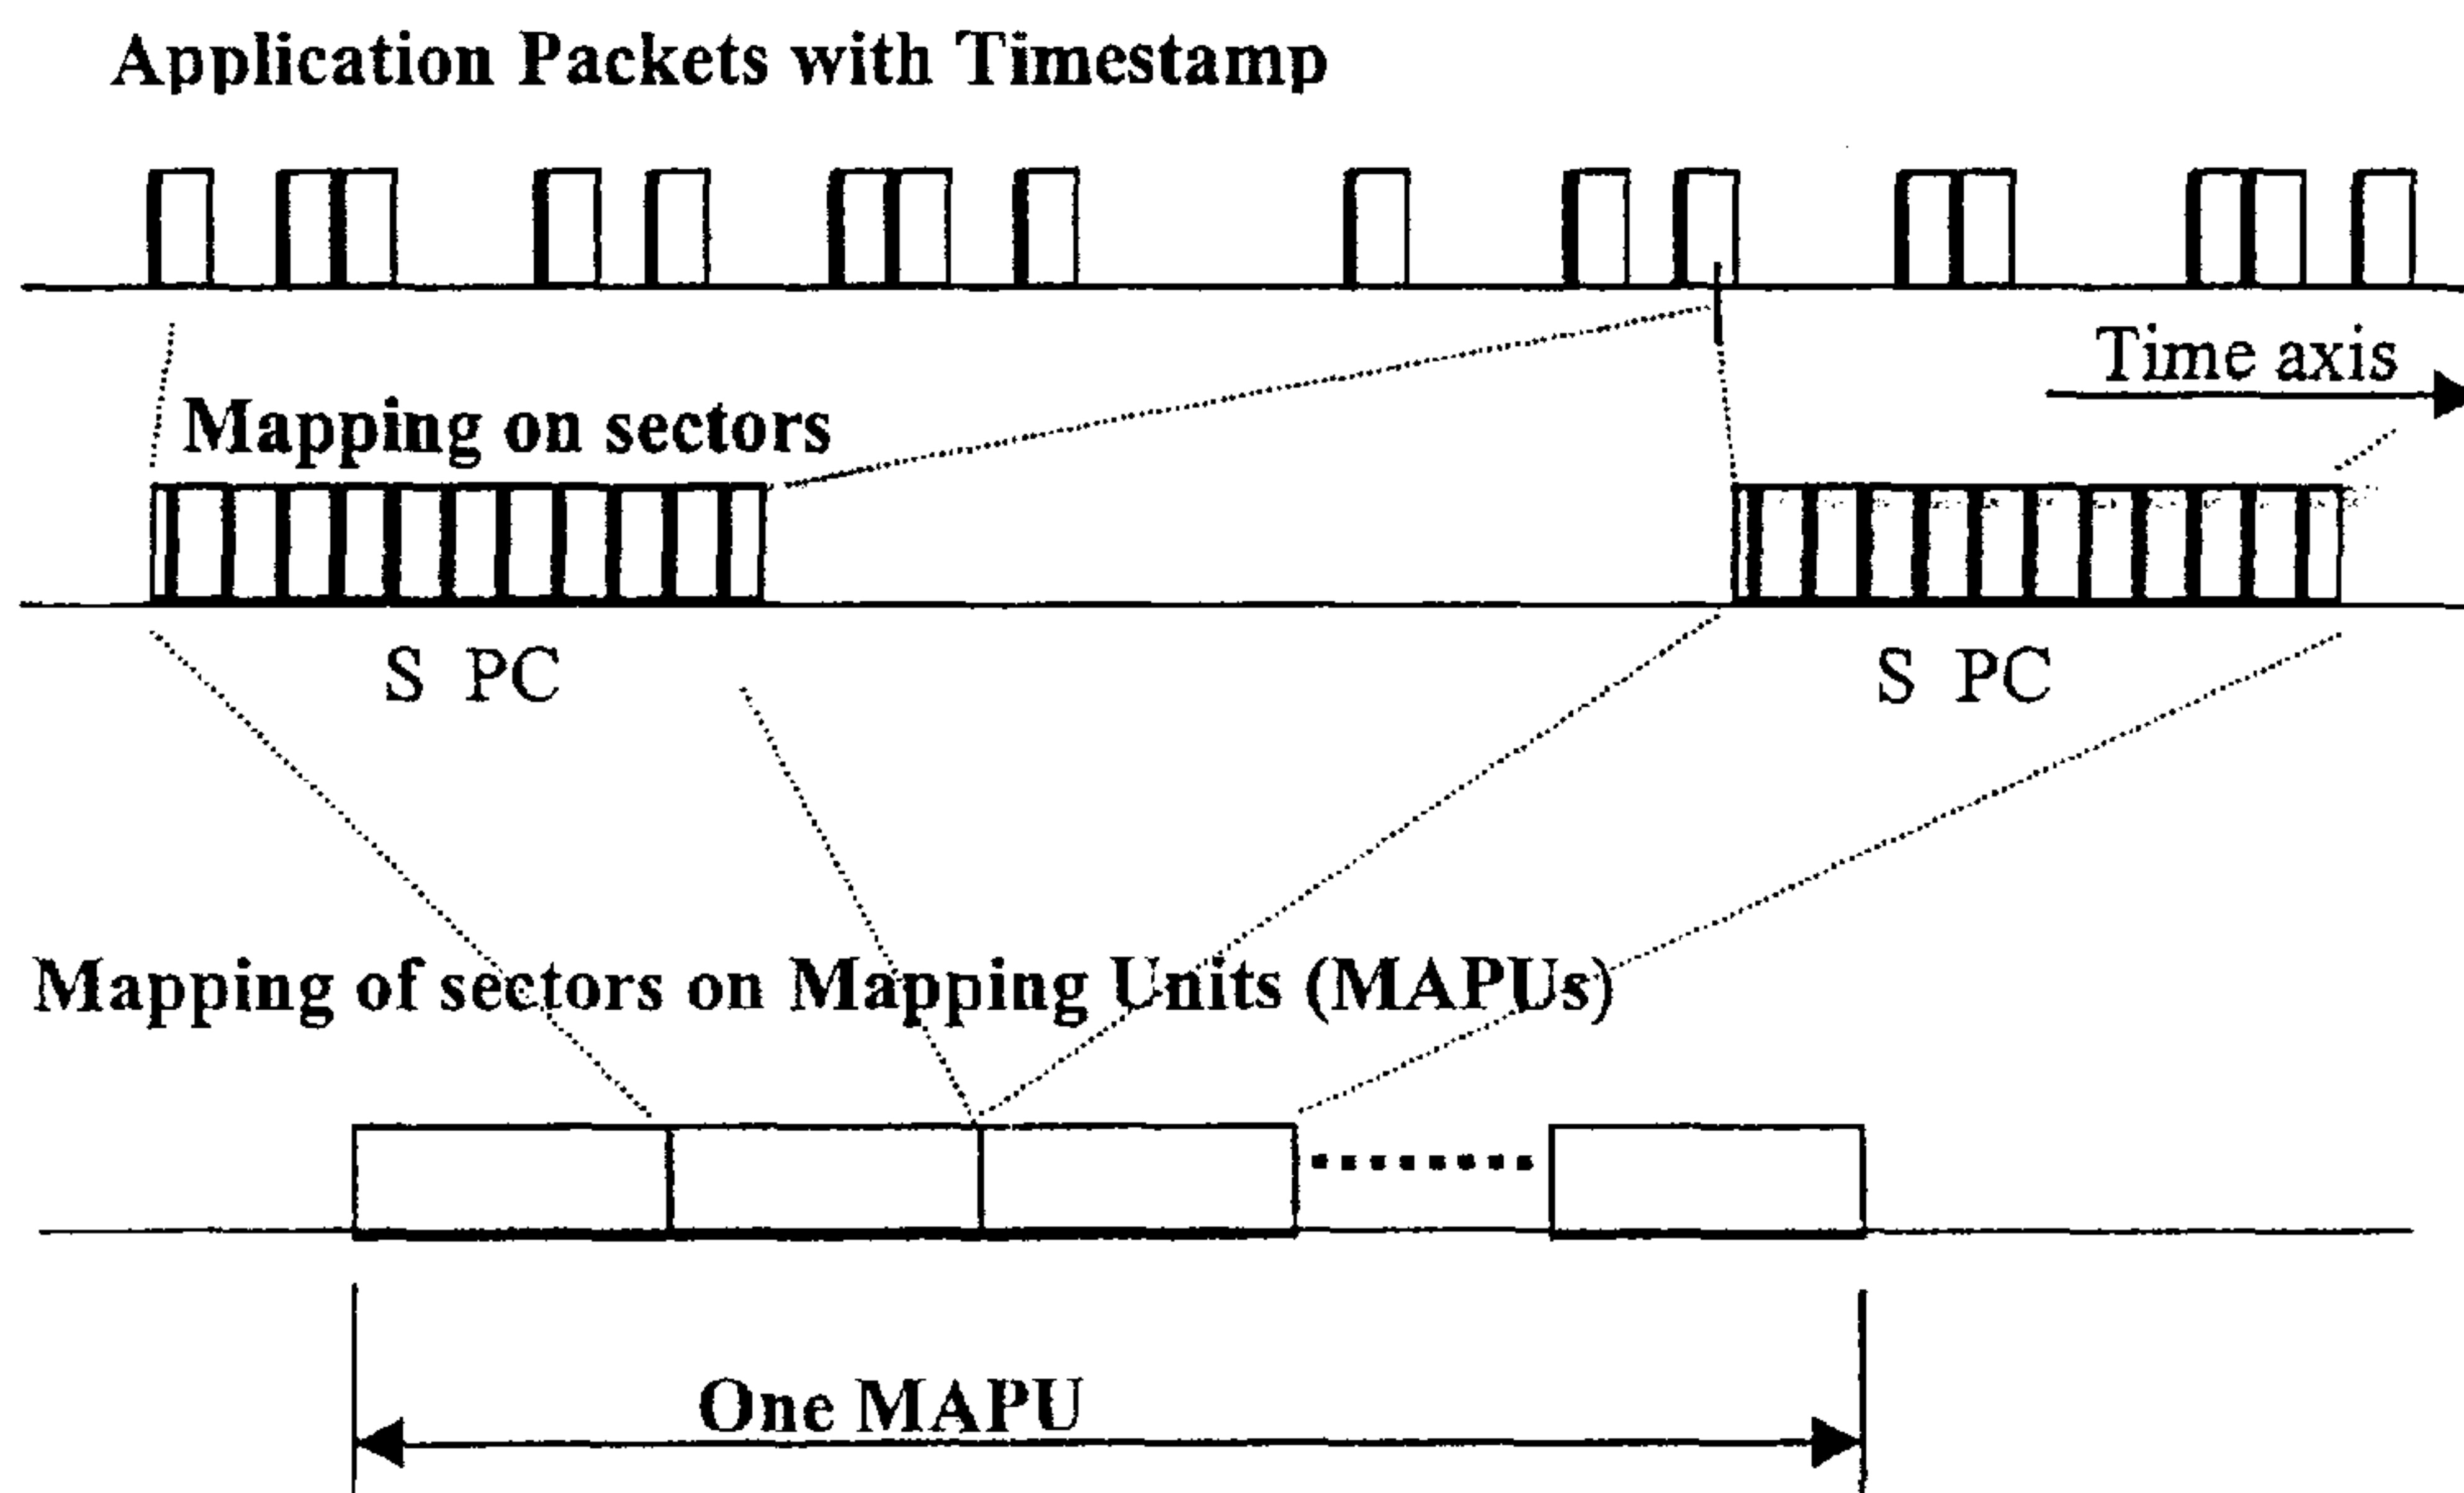 Application Packets with Timestamp
Time axis
Mapping on sectors
S PC S PC
Mapping of sectors on Mapping Units (MAPUs)
One MAPU